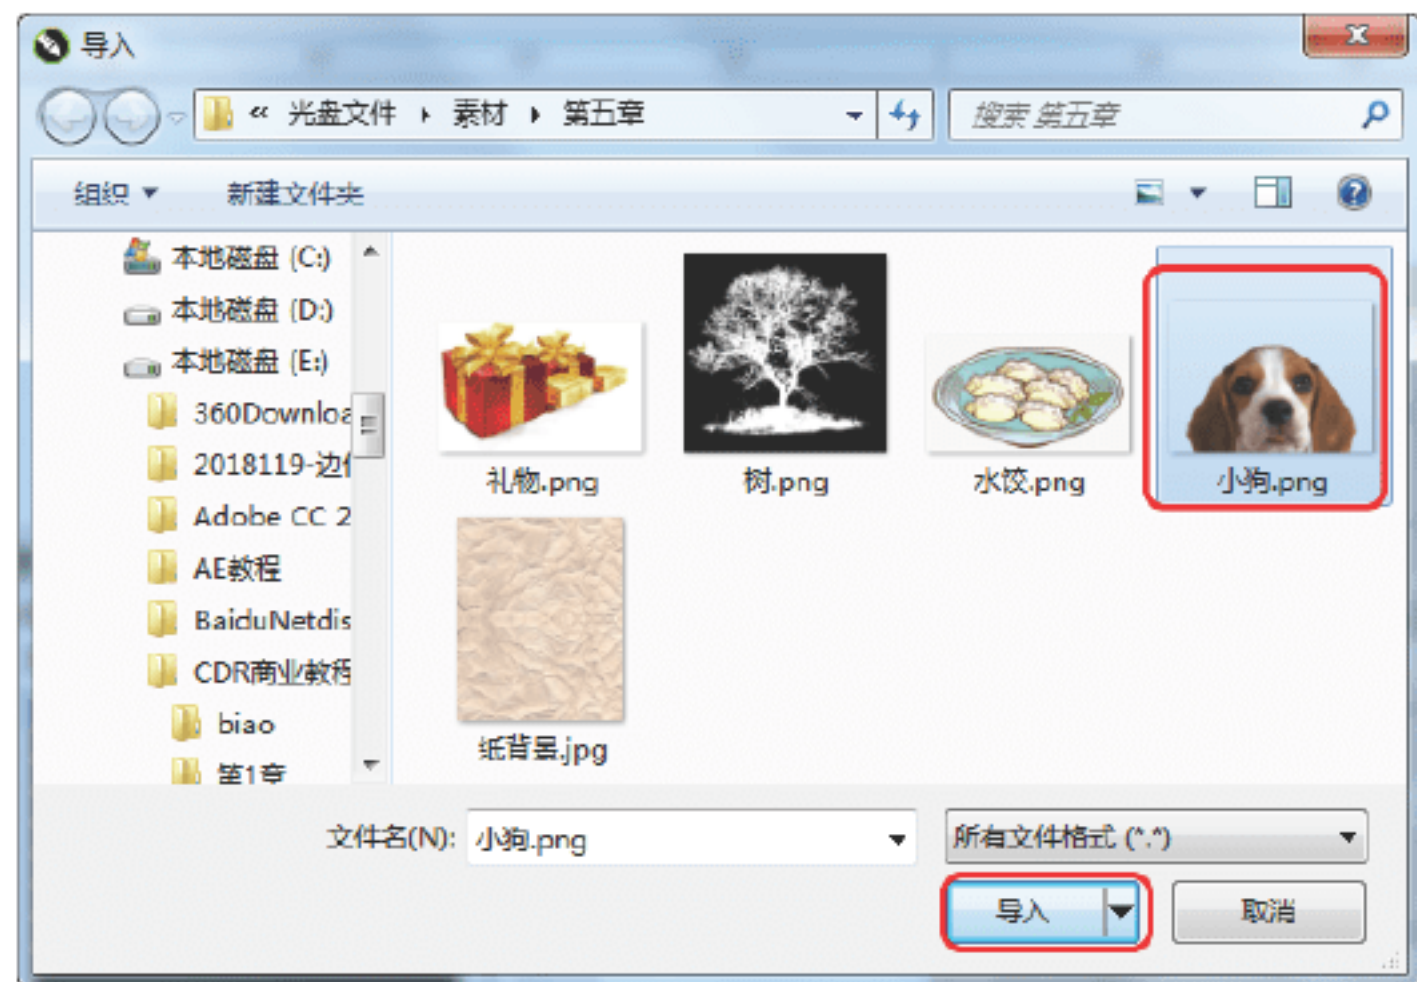 导入
« 光盘文件 ▸ 素材 ▸ 第五章
搜索 第五章
组织 新建文件夹
本地磁盘 (C:)
本地磁盘 (D:)
本地磁盘 (E:)
360Downloa
2018119-边
Adobe CC 2
AE教程
BaiduNetdis
CDR商业教程
biao
第1章
礼物.png
树.png
水饺.png
小狗.png
纸背景.jpg
文件名(N): 小狗.png
所有文件格式 (*.*)
导入
取消